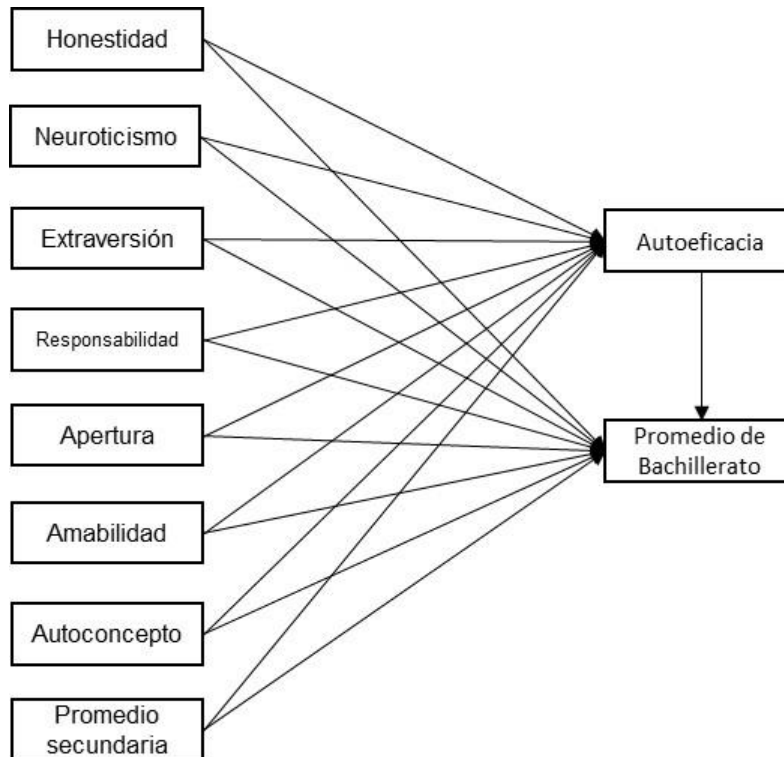 Honestidad
Neuroticismo
Extraversión
Responsabilidad
Apertura
Amabilidad
Autoconcepto
Promedio
secundaria
Autoeficacia
Promedio de
Bachillerato